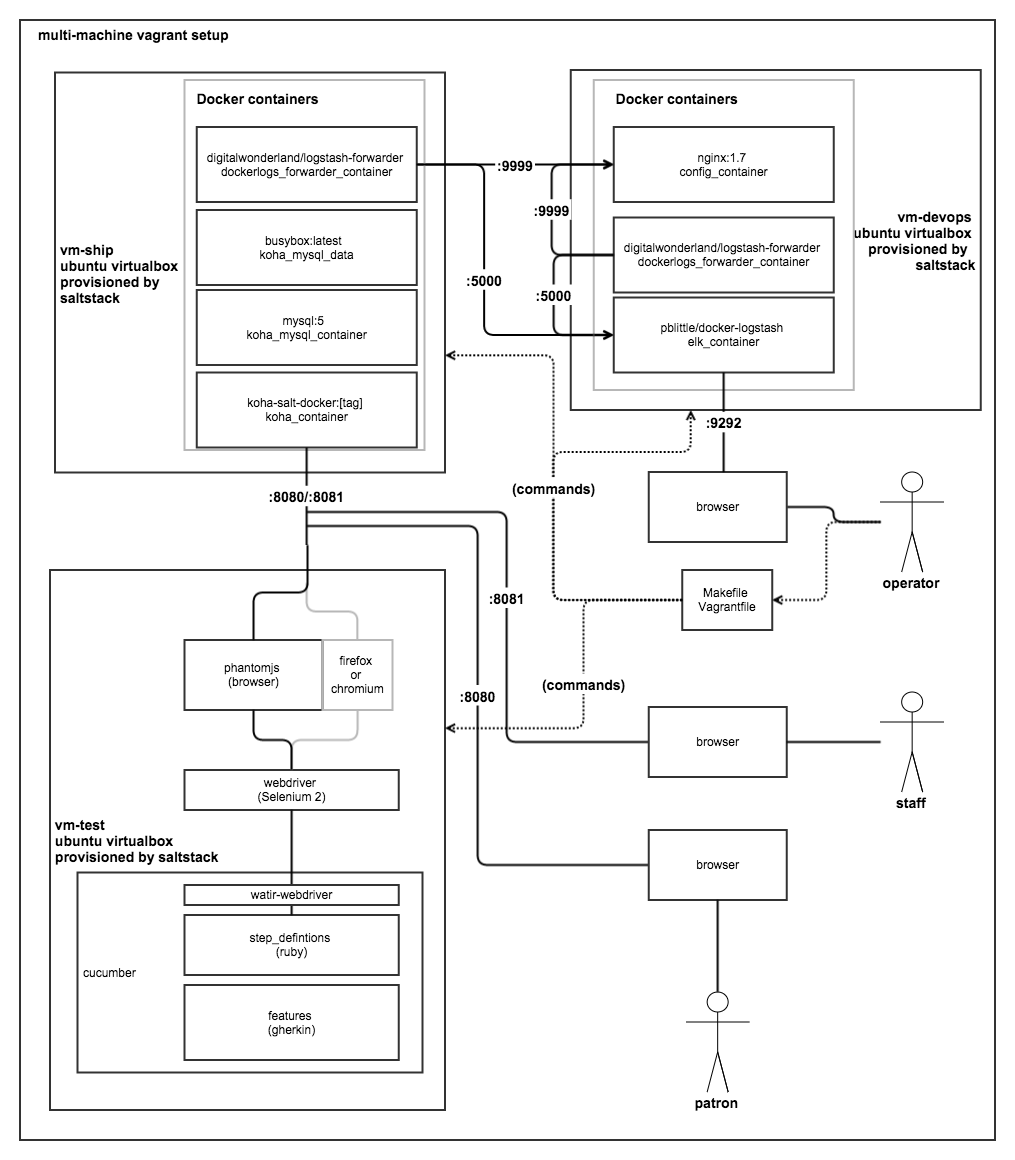 multi-machine vagrant setup
Docker containers
digitalwonderland/logstash-forwarder
dockerlogs_forwarder_container
busybox:latest
koha_mysql_data
mysql:5
koha_mysql_container
koha-salt-docker:[tag]
koha_container
vm-ship
ubuntu virtualbox
provisioned by
saltstack
:9999
:9999
:5000
:5000
Docker containers
nginx:1.7
config_container
digitalwonderland/logstash-forwarder
dockerlogs_forwarder_container
pblittle/docker-logstash
elk_container
vm-devops
ubuntu virtualbox
provisioned by
saltstack
:9292
:8080/:8081
(commands)
browser
operator
Makefile
Vagrantfile
:8081
(commands)
:8080
phantomjs
(browser)
firefox
or
chromium
browser
staff
webdriver
(Selenium 2)
vm-test
ubuntu virtualbox
provisioned by saltstack
browser
watir-webdriver
step_defintions
(ruby)
cucumber
features
(gherkin)
patron